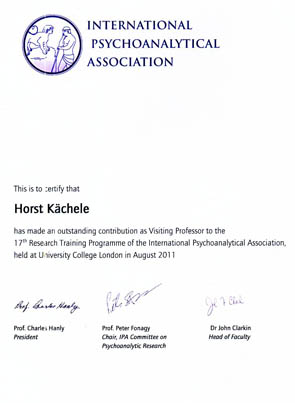 INTERNATIONAL
PSYCHOANALYTICAL
ASSOCIATION
This is to certify that
Horst Kächele
has made an outstanding contribution as Visiting Professor to the
17th Research Training Programme of the International Psychoanalytical Association,
held at University College London in August 2011
Prof. Charles Hanly
Prof. Charles Hanly
President
Prof. Peter Fonagy
Chair, IPA Committee on
Psychoanalytic Research
Dr John Clarkin
Head of Faculty